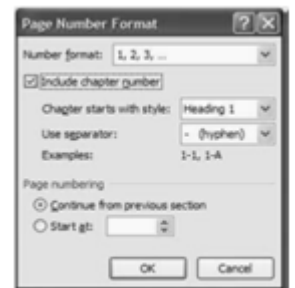 Page Number Format
Number format: 1, 2, 3, ...
Include chapter number
Chapter starts with style: Heading 1
Use separator: - (hyphen)
Examples: 1-1, 1-A
Page numbering
Continue from previous section
Start at:
OK Cancel